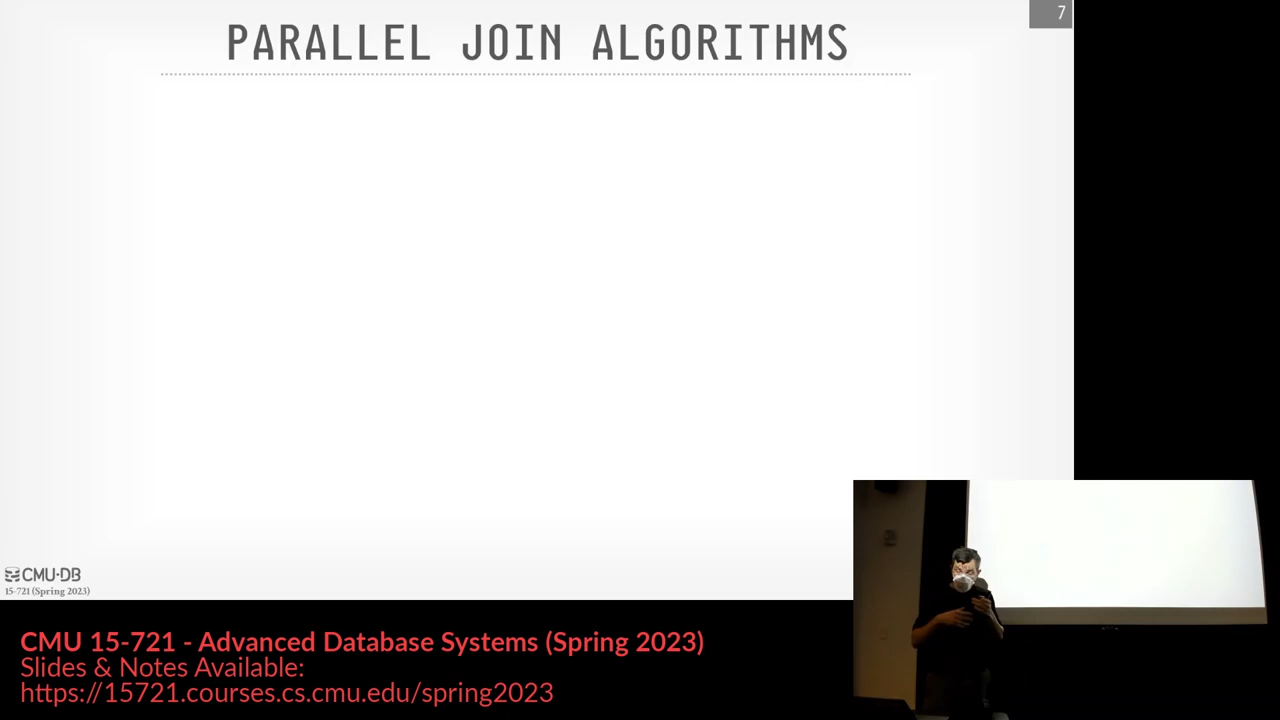 7
PARALLEL JOIN ALGORITHMS
CMU·DB
15-721 (Spring 2023)
CMU 15-721 - Advanced Database Systems (Spring 2023)
Slides & Notes Available:
https://15721.courses.cs.cmu.edu/spring2023